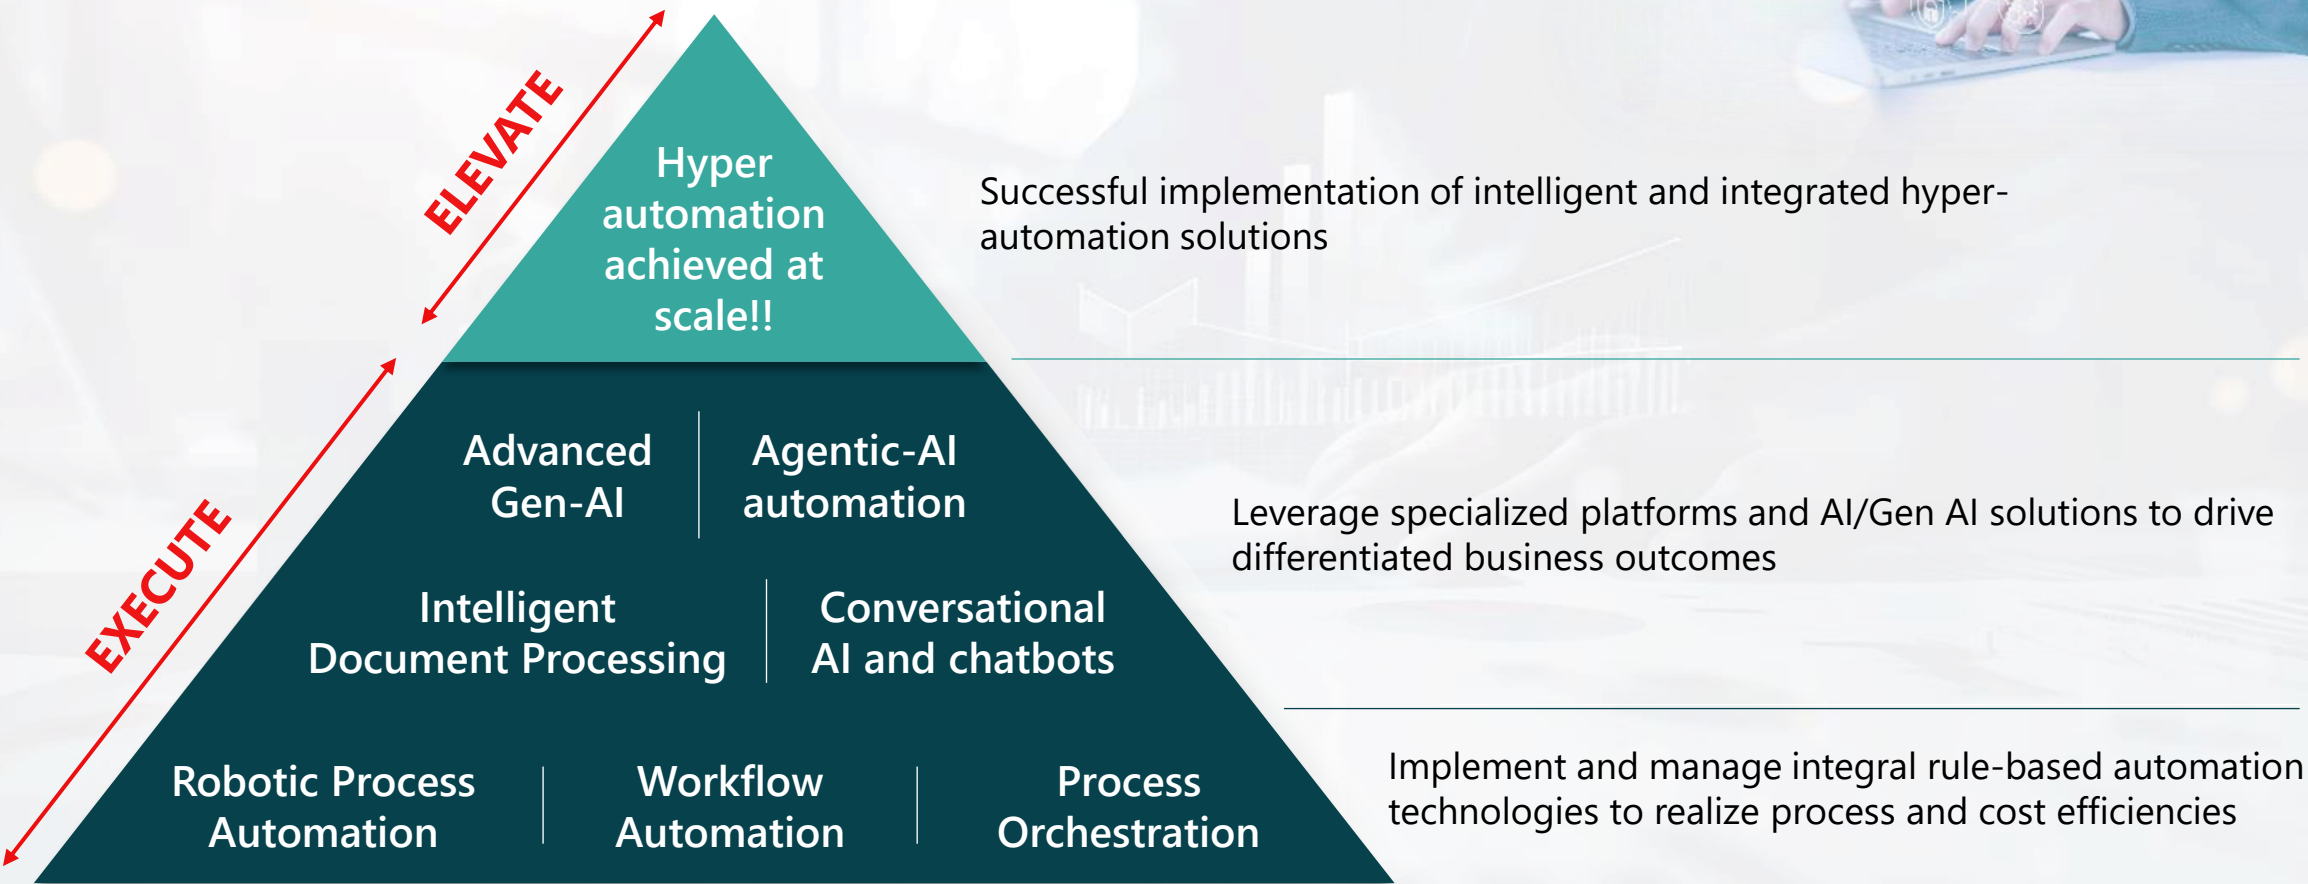 ELEVATE
Hyper
automation
achieved at
scale!!
Successful implementation of intelligent and integrated hyper-
automation solutions
EXECUTE
Advanced
Gen-AI
Agentic-AI
automation
Leverage specialized platforms and AI/Gen AI solutions to drive
differentiated business outcomes
Intelligent
Document Processing
Conversational
AI and chatbots
Robotic Process
Automation
Workflow
Automation
Process
Orchestration
Implement and manage integral rule-based automation
technologies to realize process and cost efficiencies